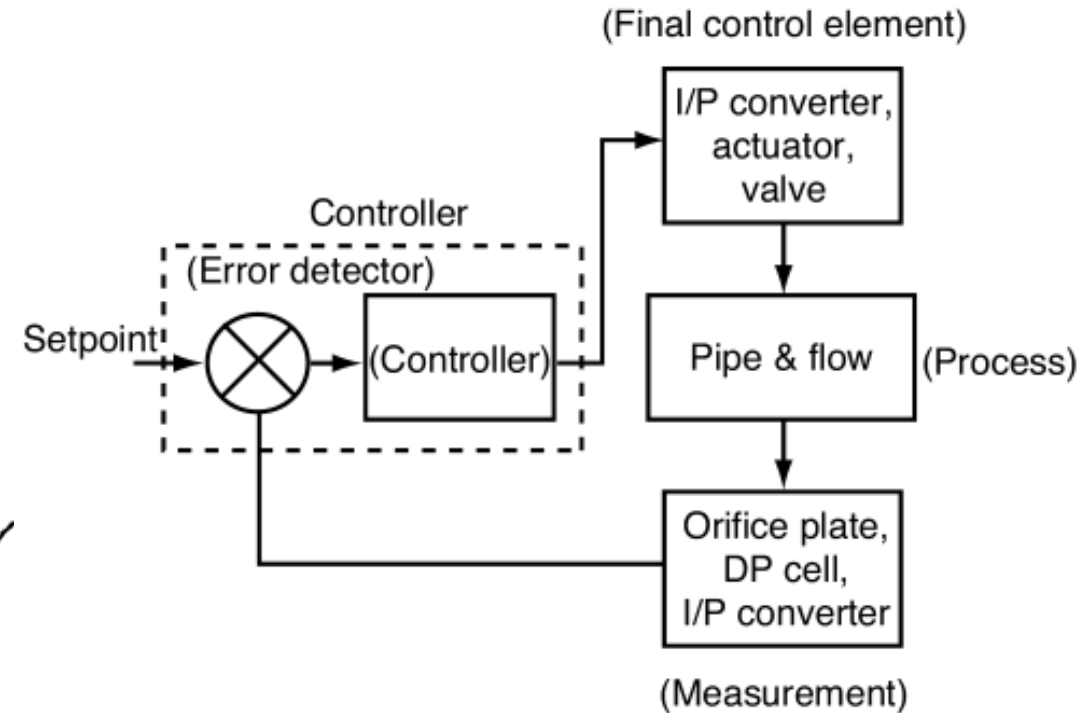 (Final control element)
I/P converter,
actuator,
valve
Controller
(Error detector)
Setpoint
(Controller)
Pipe & flow
(Process)
Orifice plate,
DP cell,
I/P converter
(Measurement)